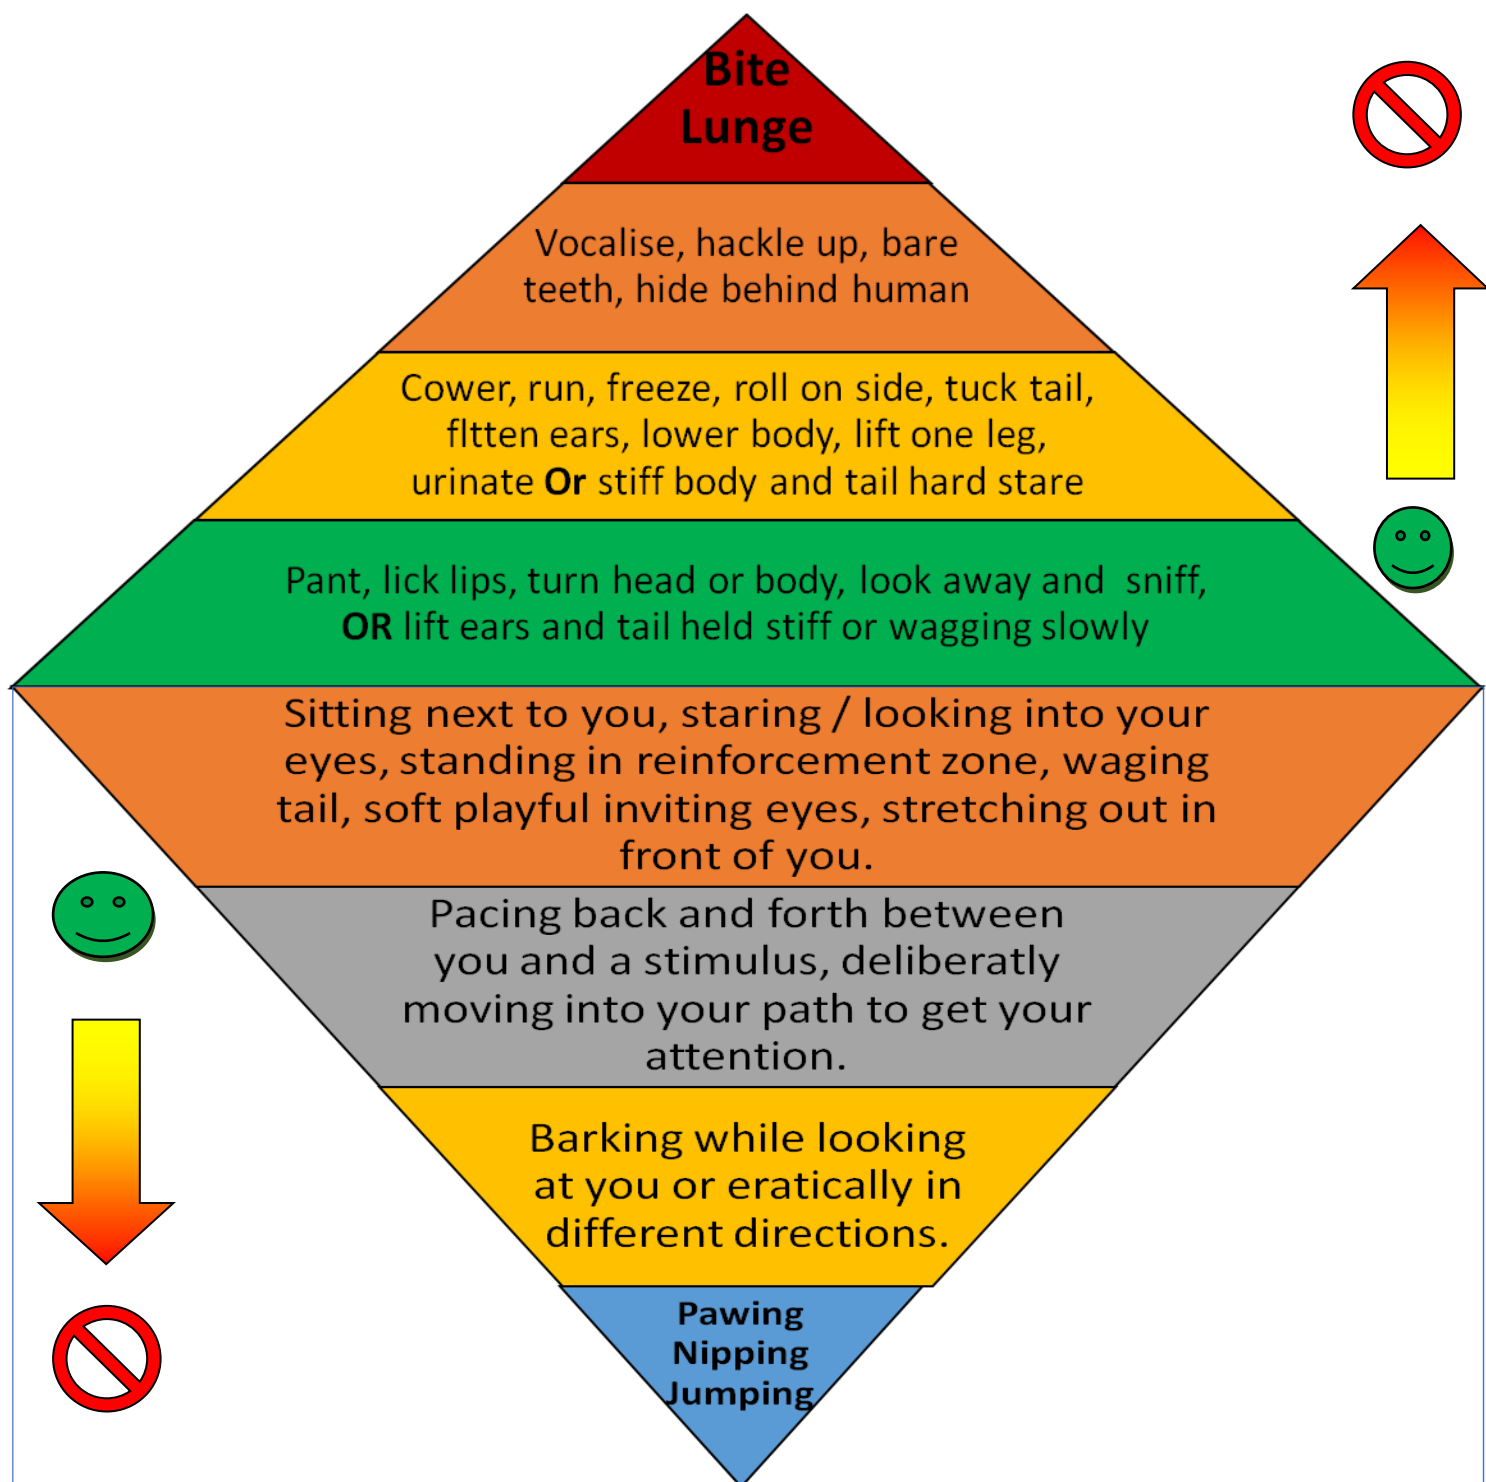 Bite
Lunge
Vocalise, hackle up, bare
teeth, hide behind human
Cower, run, freeze, roll on side, tuck tail,
fltten ears, lower body, lift one leg,
urinate Or stiff body and tail hard stare
Pant, lick lips, turn head or body, look away and sniff,
OR lift ears and tail held stiff or wagging slowly
Sitting next to you, staring / looking into your
eyes, standing in reinforcement zone, waging
tail, soft playful inviting eyes, stretching out in
front of you.
Pacing back and forth between
you and a stimulus, deliberatly
moving into your path to get your
attention.
Barking while looking
at you or eratically in
different directions.
Pawing
Nipping
Jumping